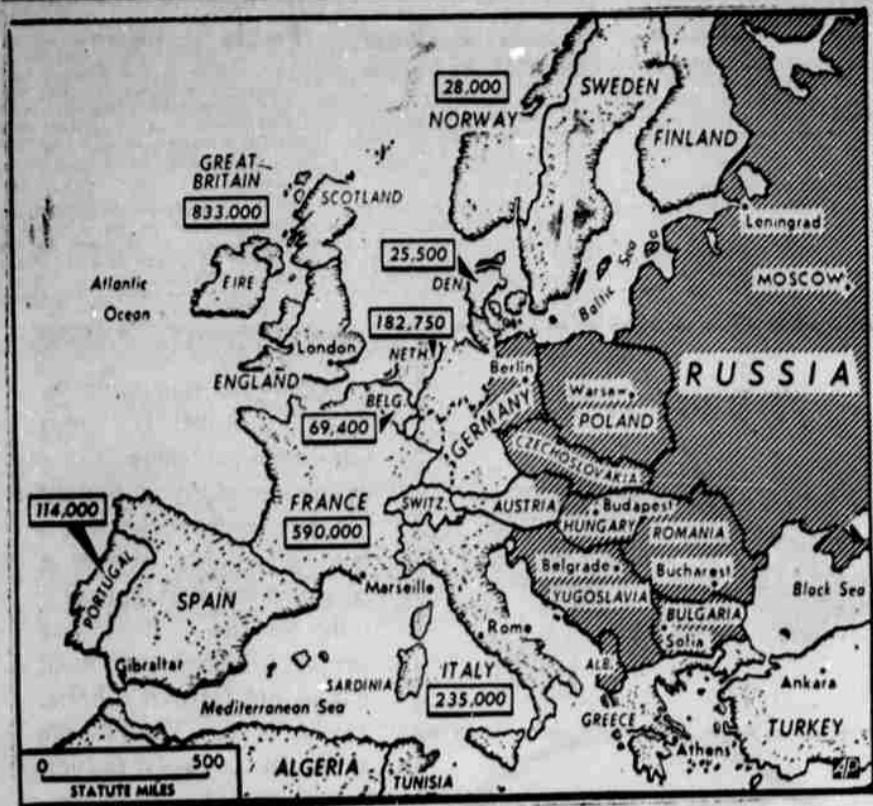 28,000
NORWAY
SWEDEN
FINLAND
GREAT
BRITAIN
833,000
SCOTLAND
Leningrad
25,500
DEN.
EIRE
MOSCOW
Atlantic
Ocean
Baltic Sea
182,750
NETH.
London
ENGLAND
Berlin
RUSSIA
Warsaw
POLAND
BELG.
69,400
GERMANY
CZECHOSLOVAKIA
114,000
FRANCE
590,000
SWITZ.
AUSTRIA
Budapest
HUNGARY
ROMANIA
PORTUGAL
SPAIN
Marseille
Belgrade
YUGOSLAVIA
Bucharest
Black Sea
BULGARIA
Sofia
Rome
Gibraltar
SARDINIA
ITALY
235,000
ALB.
Mediterranean Sea
GREECE
Ankara
TURKEY
Athens
0 500
STATUTE MILES
ALGERIA
TUNISIA
AP